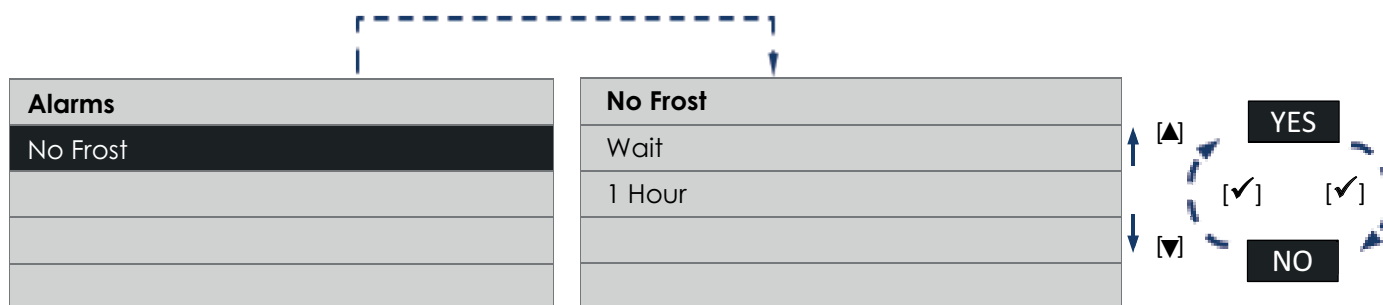 Alarms
No Frost
No Frost
Wait
1 Hour
[▲]
[▼]
YES
[✓] [✓]
NO